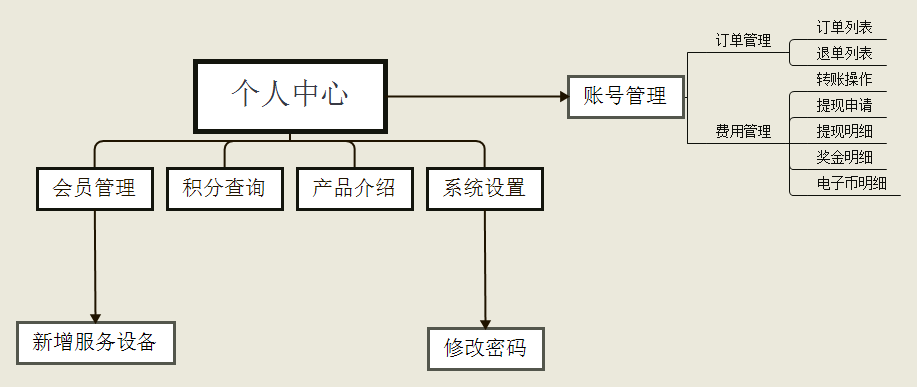 个人中心
会员管理
积分查询
产品介绍
系统设置
新增服务设备
修改密码
账号管理
订单管理
订单列表
退单列表
费用管理
转账操作
提现申请
提现明细
奖金明细
电子币明细